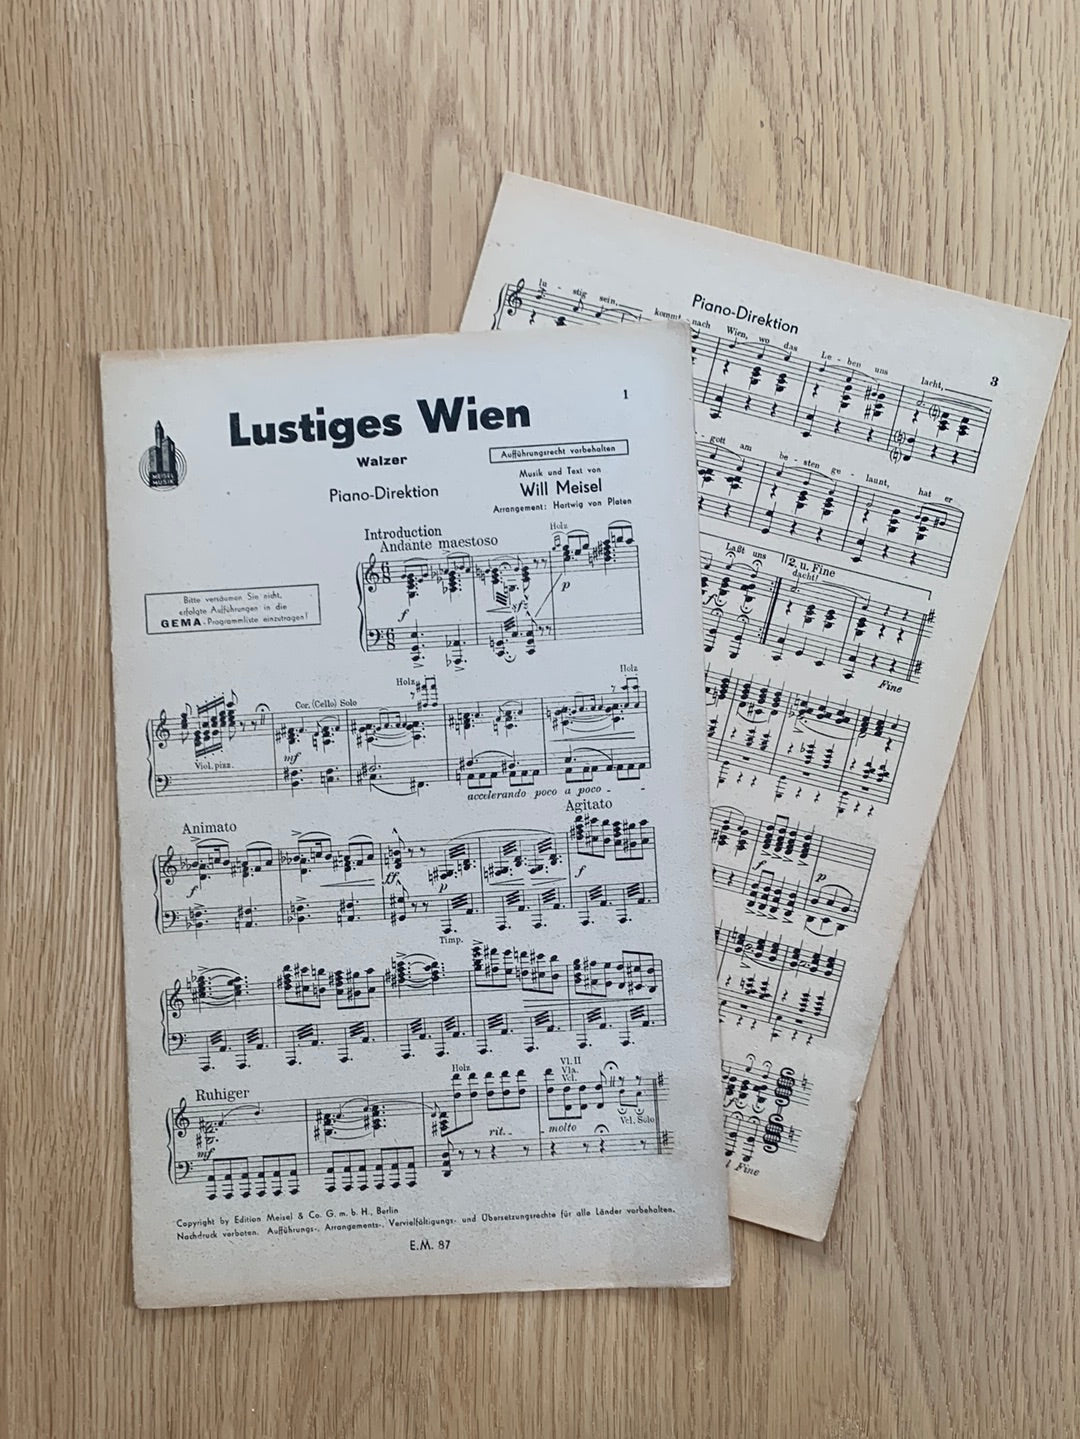 1
Lustiges Wien
MEISEL
MUSIK
Walzer
Aufführungsrecht vorbehalten
Piano-Direktion
Musik und Text von
Will Meisel
Arrangement: Hartwig von Platen
Introduction
Andante maestoso
Holz
f
sfz
p
Bitte versäumen Sie nicht,
erfolgte Aufführungen in die
GEMA-Programmliste einzutragen!
Cor. (Cello) Solo
Holz
Holz
Viol. pizz.
mf
accelerando poco a poco - -
Animato
Agitato
f
ff
p
f
Timp.
Ruhiger
Holz
Vl. II
Vla.
Vcl.
mf
rit. - - molto
Vcl. Solo
Copyright by Edition Meisel & Co. G. m. b. H., Berlin
Nachdruck verboten. Aufführungs-, Arrangements-, Vervielfältigungs- und Übersetzungsrechte für alle Länder vorbehalten.
E.M. 87
Piano-Direktion
3
lu - stig sein, kommt nach Wien, wo das Le - ben uns lacht,
- gott am be - sten ge - launt, hat er
Laßt uns
2. u. Fine
dacht!
f
Fine
f
p
Fine